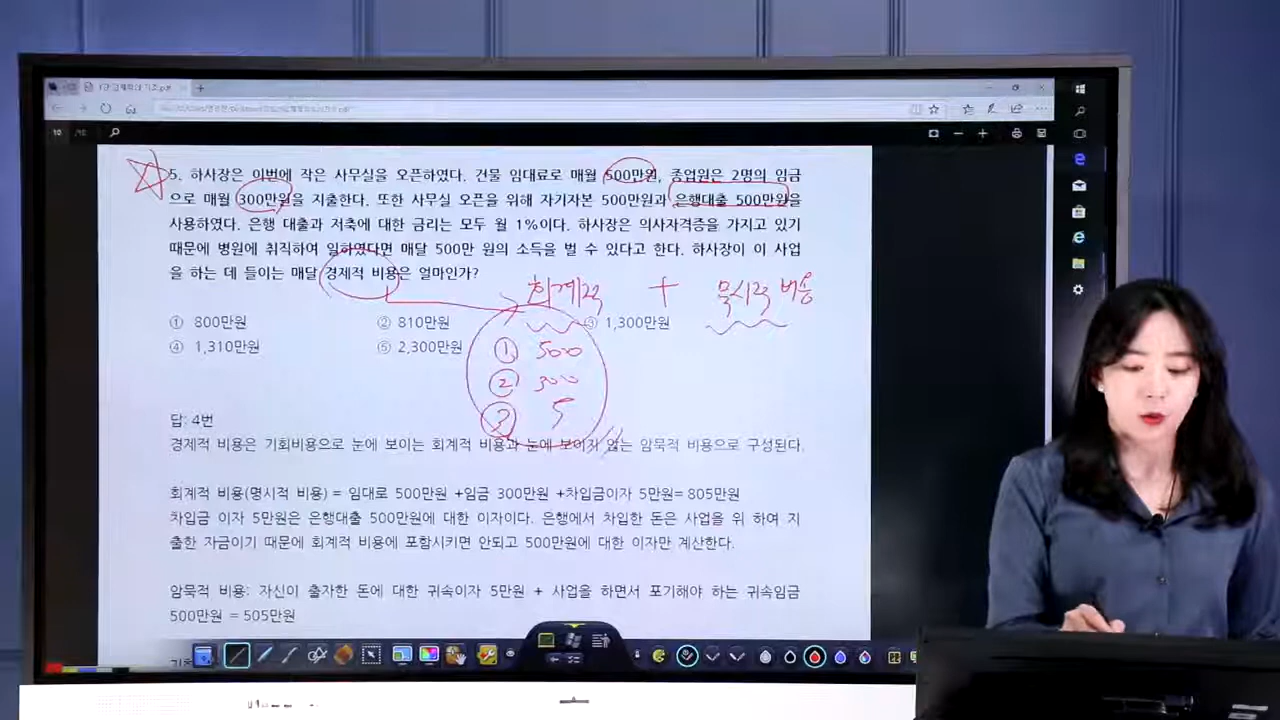 5. 하사장은 이번에 작은 사무실을 오픈하였다. 건물 임대료로 매월 500만원, 종업원은 2명의 임금
으로 매월 300만원을 지출한다. 또한 사무실 오픈을 위해 자기자본 500만원과 은행대출 500만원을
사용하였다. 은행 대출과 저축에 대한 금리는 모두 월 1%이다. 하사장은 의사자격증을 가지고 있기
때문에 병원에 취직하여 일하였다면 매달 500만 원의 소득을 벌 수 있다고 한다. 하사장이 이 사업
을 하는 데 들이는 매달 경제적 비용은 얼마인가?
회계적 + 묵시적 비용
① 800만원 ② 810만원 ③ 1,300만원
④ 1,310만원 ⑤ 2,300만원
① 500
② 300
③ 5
답: 4번
경제적 비용은 기회비용으로 눈에 보이는 회계적 비용과 눈에 보이지 않는 암묵적 비용으로 구성된다.
회계적 비용(명시적 비용) = 임대로 500만원 +임금 300만원 +차입금이자 5만원= 805만원
차입금 이자 5만원은 은행대출 500만원에 대한 이자이다. 은행에서 차입한 돈은 사업을 위 하여 지
출한 자금이기 때문에 회계적 비용에 포함시키면 안되고 500만원에 대한 이자만 계산한다.
암묵적 비용: 자신이 출자한 돈에 대한 귀속이자 5만원 + 사업을 하면서 포기해야 하는 귀속임금
500만원 = 505만원